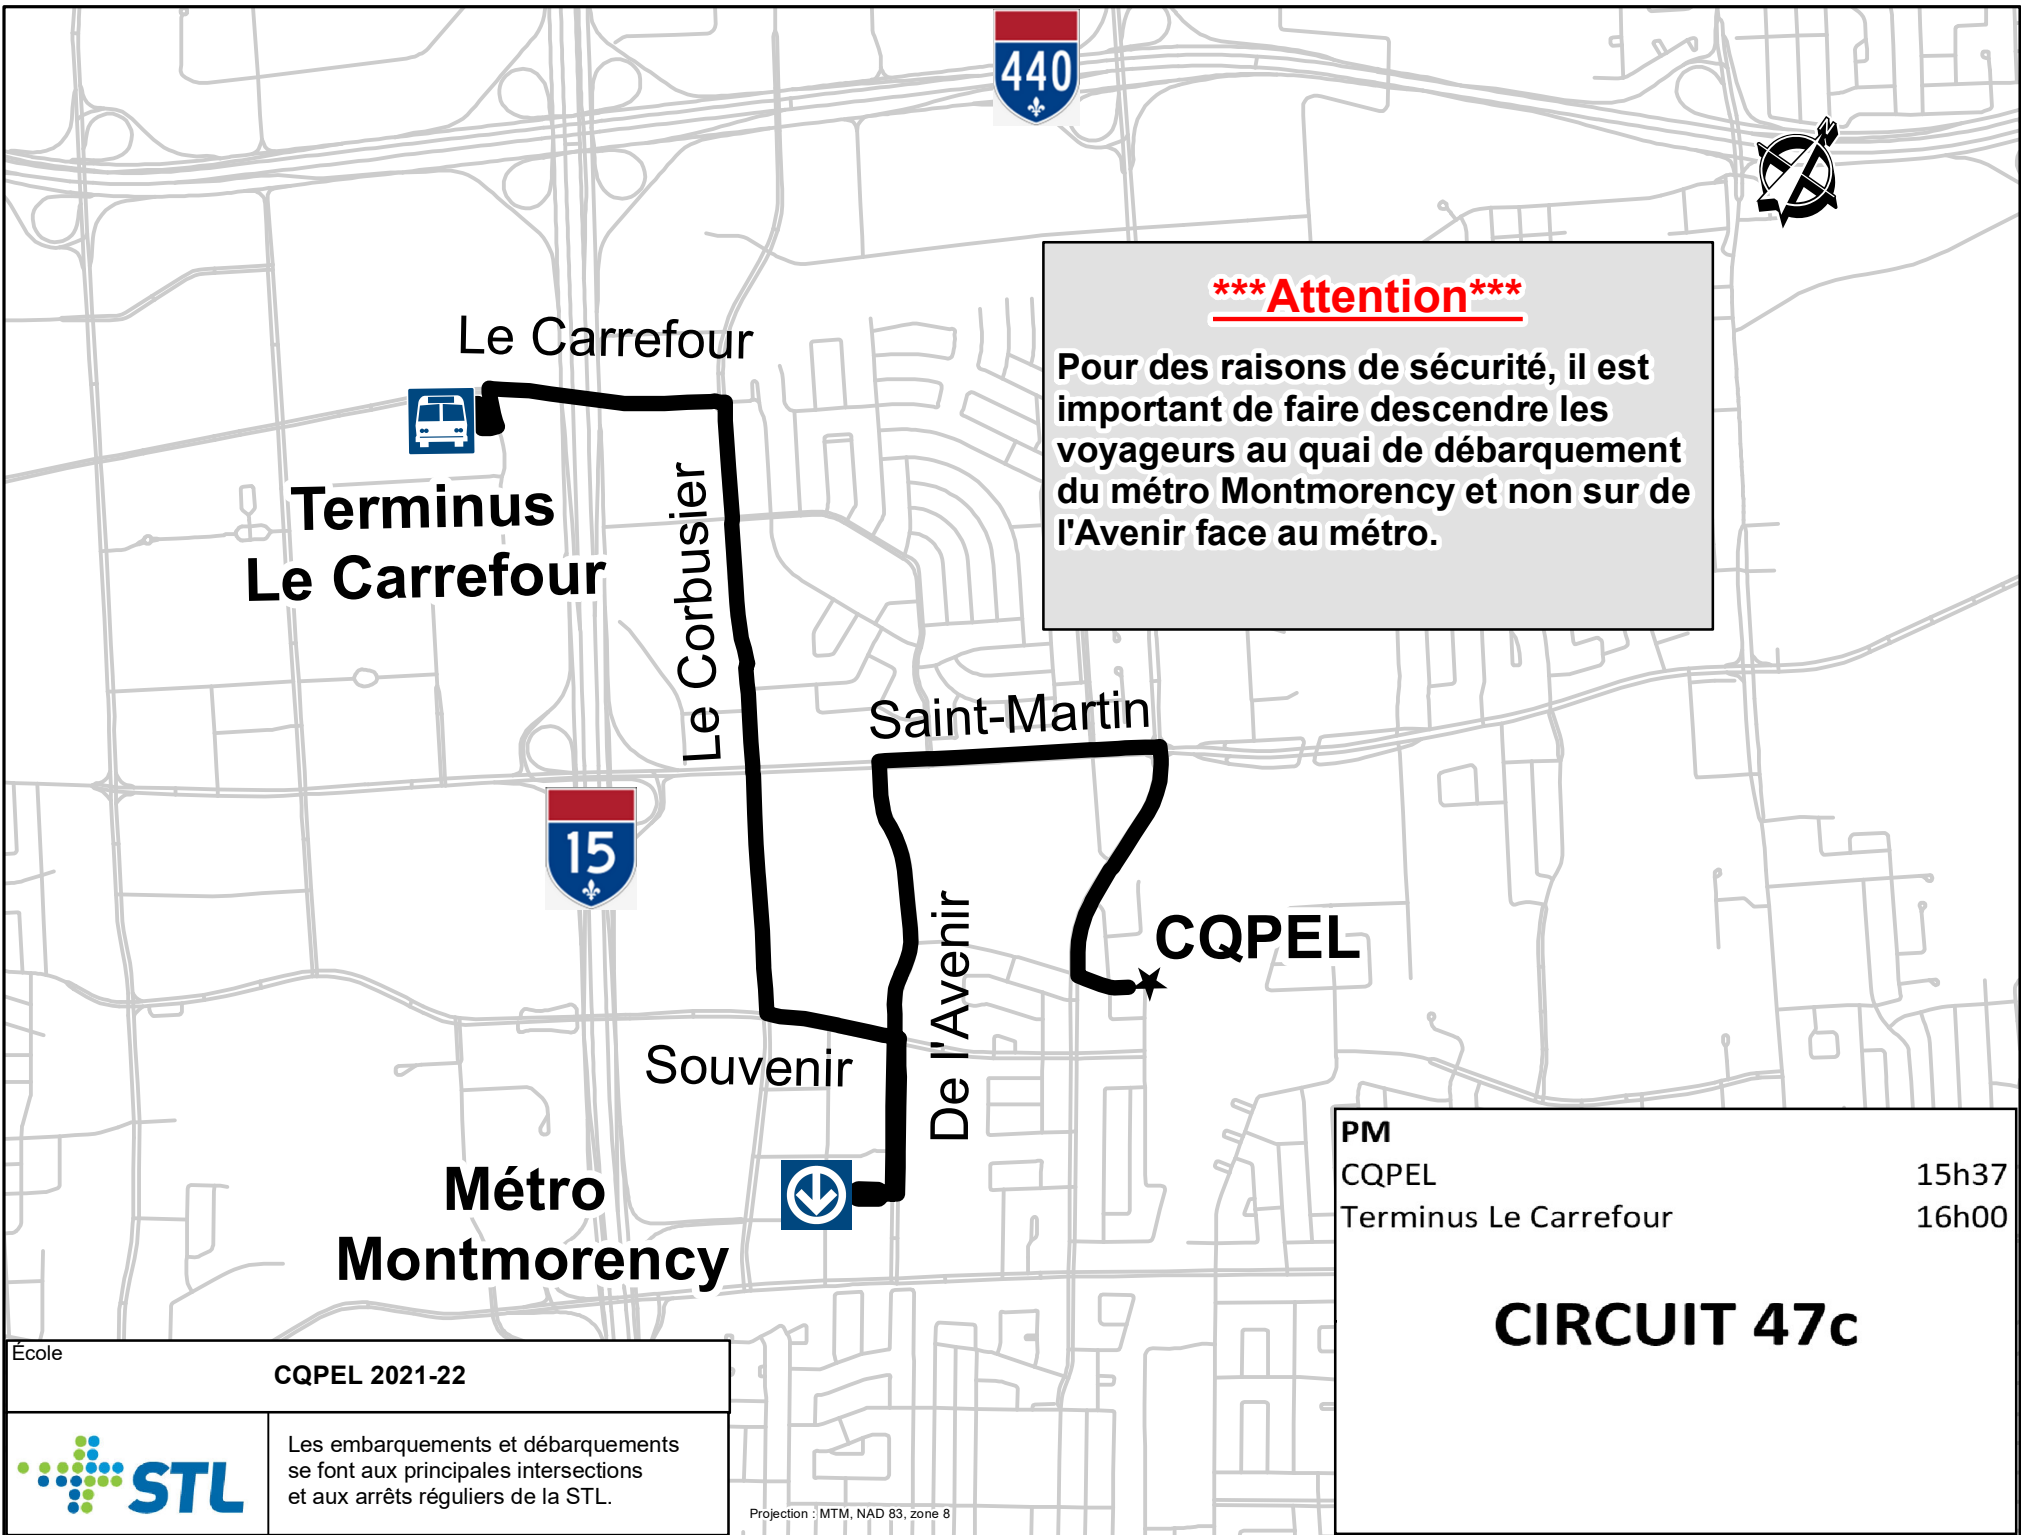 440
N
***Attention***
Pour des raisons de sécurité, il est
important de faire descendre les
voyageurs au quai de débarquement
du métro Montmorency et non sur de
l'Avenir face au métro.
Le Carrefour
Terminus
Le Carrefour
Le Corbusier
Saint-Martin
15
De l'Avenir
CQPEL
Souvenir
Métro
Montmorency
PM
CQPEL 15h37
Terminus Le Carrefour 16h00
CIRCUIT 47c
École
CQPEL 2021-22
STL
Les embarquements et débarquements
se font aux principales intersections
et aux arrêts réguliers de la STL.
Projection : MTM, NAD 83, zone 8